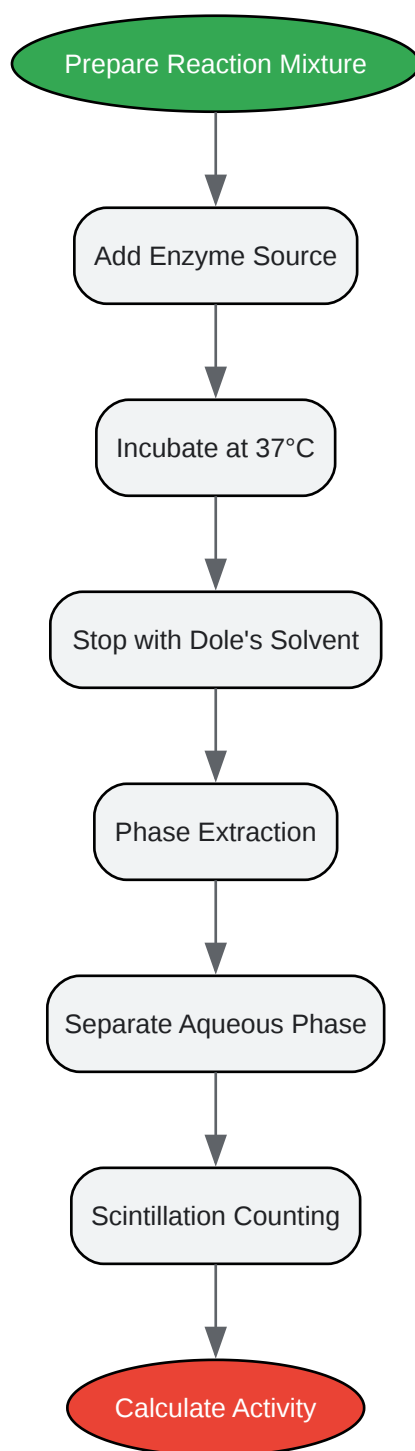 Prepare Reaction Mixture
Add Enzyme Source
Incubate at 37°C
Stop with Dole's Solvent
Phase Extraction
Separate Aqueous Phase
Scintillation Counting
Calculate Activity